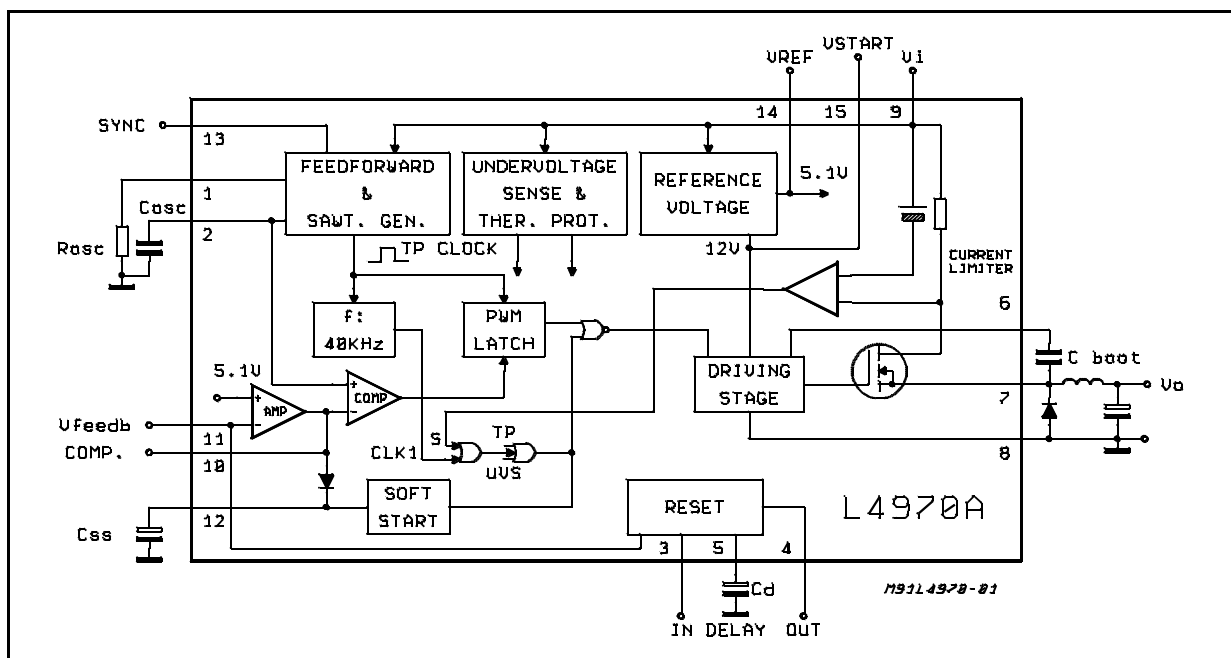 VSTART
VREF
Vi
14
15
9
SYNC
13
FEEDFORWARD
&
SAWT. GEN.
UNDERVOLTAGE
SENSE &
THER. PROT.
REFERENCE
VOLTAGE
5.1V
1
Cosc
2
Rosc
TP CLOCK
12V
CURRENT
LIMITER
6
f:
40KHz
PWM
LATCH
C boot
5.1V
+
AMP
-
+
COMP
-
DRIVING
STAGE
7
Vo
Vfeedb
11
S
TP
COMP.
10
CLK1
UVS
8
SOFT
START
RESET
L4970A
Css
12
3
5
4
Cd
M91L4970-01
IN
DELAY
OUT